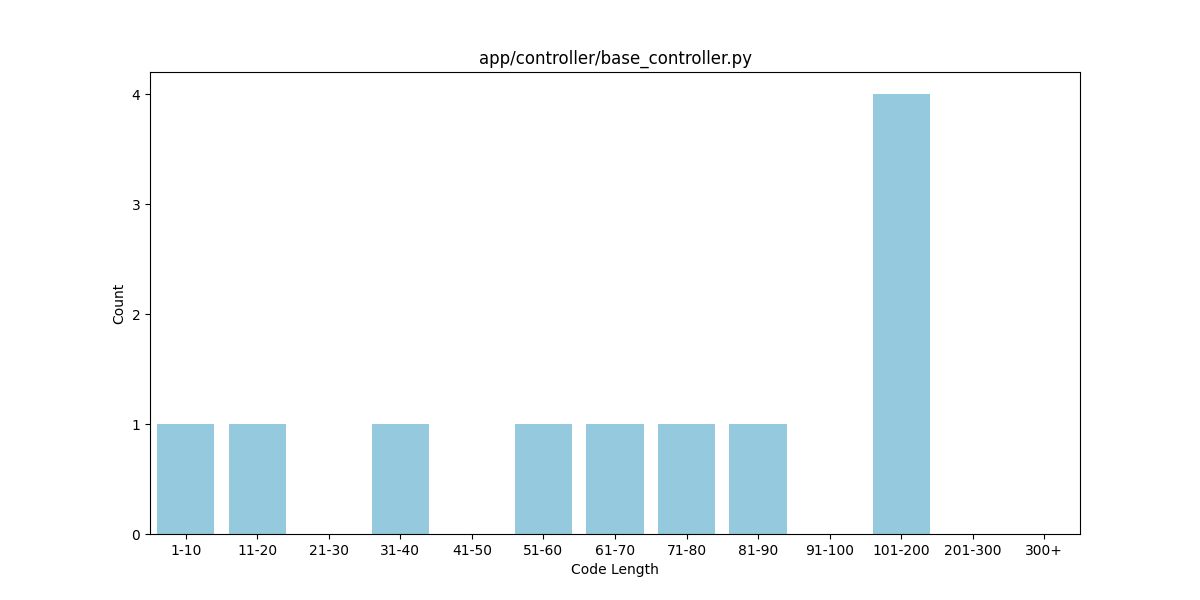 app/controller/base_controller.py
Count
4
3
2
1
0
1-10 11-20 21-30 31-40 41-50 51-60 61-70 71-80 81-90 91-100 101-200 201-300 300+
Code Length